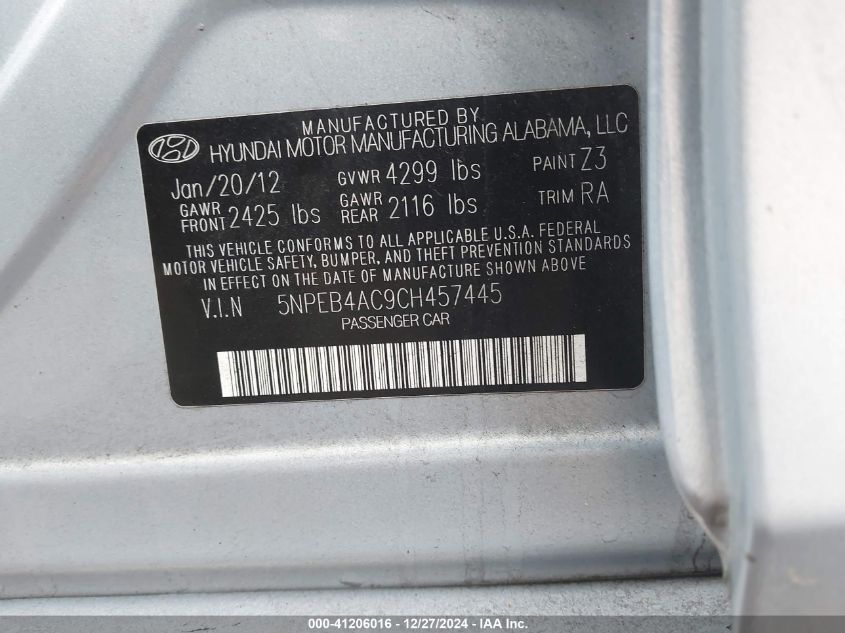 MANUFACTURED BY
HYUNDAI MOTOR MANUFACTURING ALABAMA, LLC
Jan/20/12 GVWR 4299 lbs PAINT Z3
GAWR FRONT 2425 lbs GAWR REAR 2116 lbs TRIM RA
THIS VEHICLE CONFORMS TO ALL APPLICABLE U.S.A. FEDERAL
MOTOR VEHICLE SAFETY, BUMPER, AND THEFT PREVENTION STANDARDS
IN EFFECT ON THE DATE OF MANUFACTURE SHOWN ABOVE
V.I.N 5NPEB4AC9CH457445
PASSENGER CAR
000-41206016 - 12/27/2024 - www.iaai.com